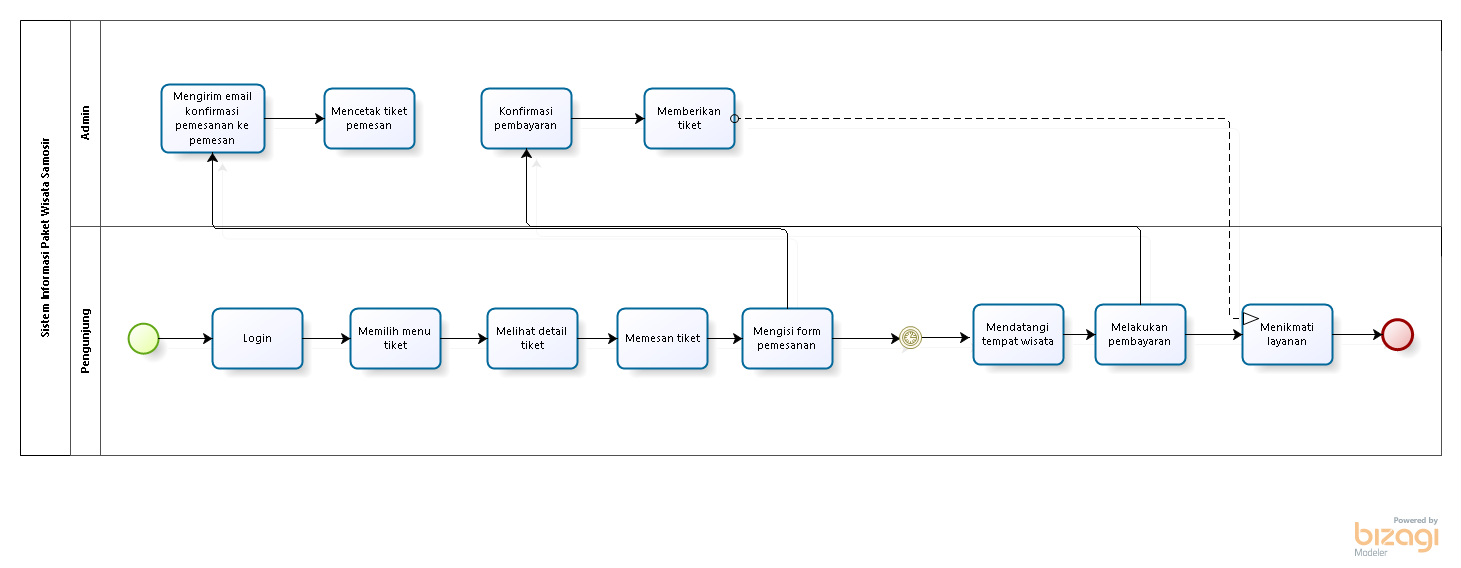 Sistem Informasi Paket Wisata Samosir
Admin
Mengirim email
konfirmasi
pemesanan ke
pemesan
Mencetak tiket
pemesan
Konfirmasi
pembayaran
Memberikan
tiket
Pengunjung
Login
Memilih menu
tiket
Melihat detail
tiket
Memesan tiket
Mengisi form
pemesanan
Mendatangi
tempat wisata
Melakukan
pembayaran
Menikmati
layanan
Powered by
bizagi
Modeler